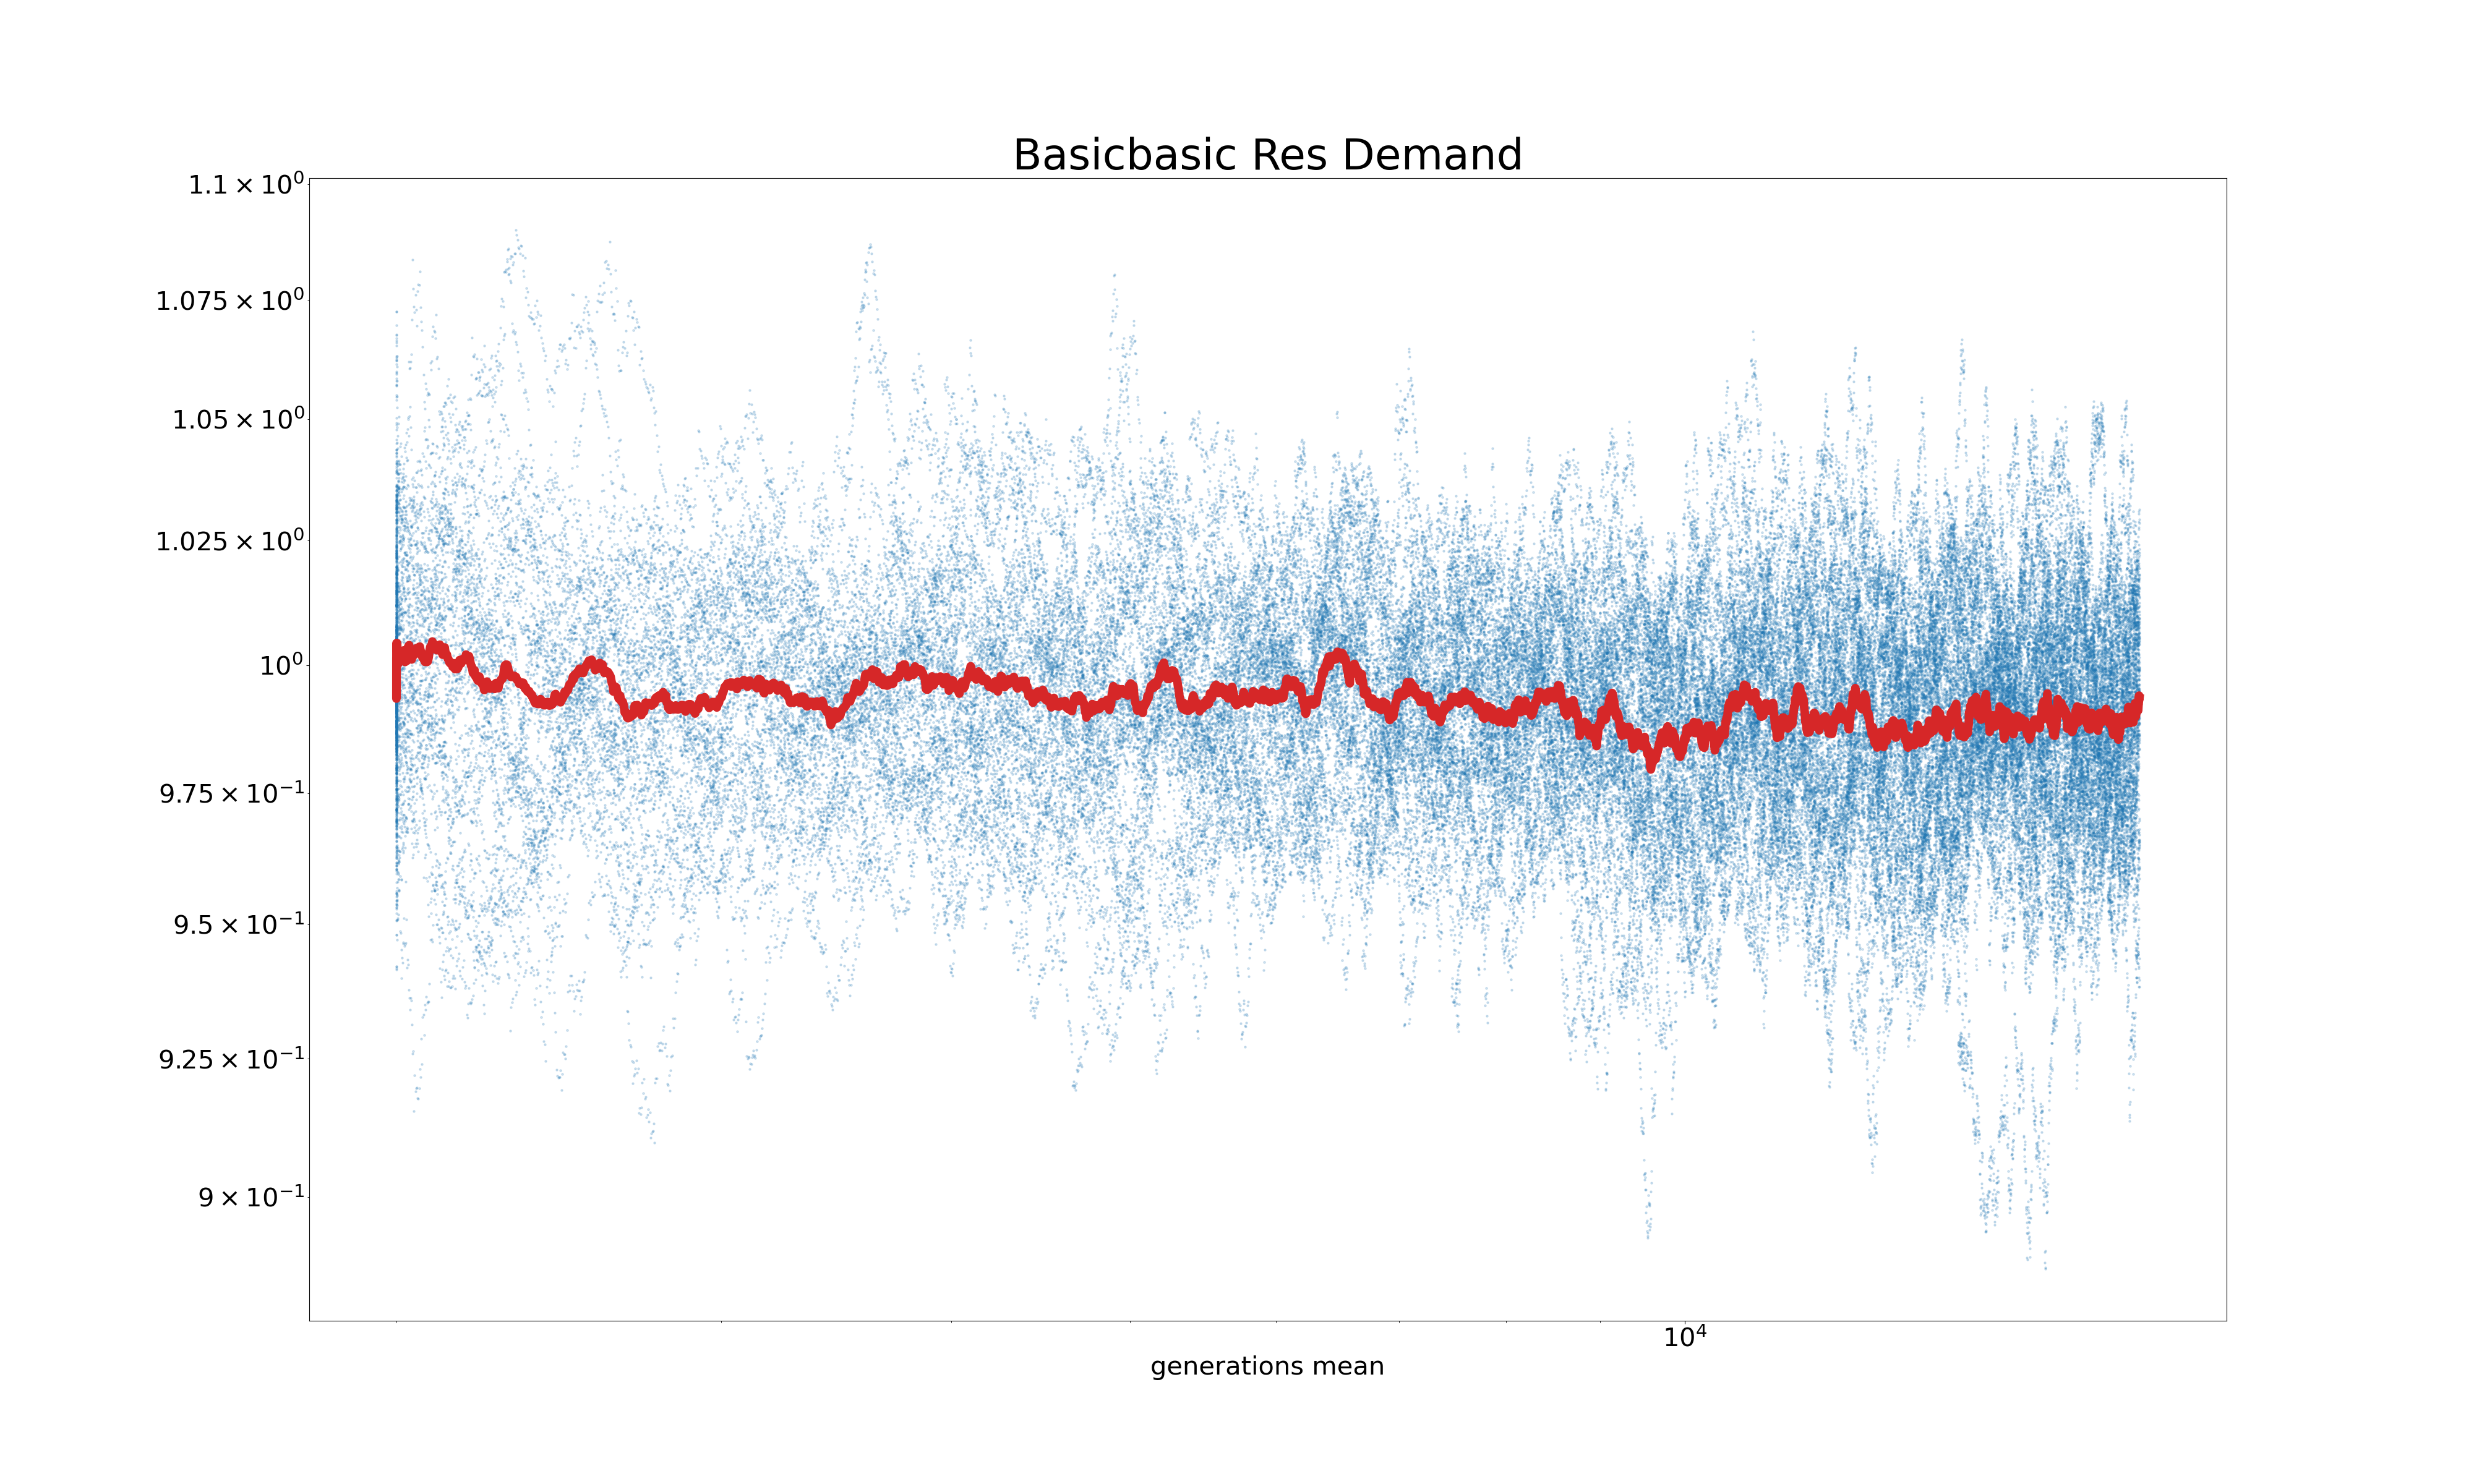 Basicbasic Res Demand
1.1 × 10⁰
1.075 × 10⁰
1.05 × 10⁰
1.025 × 10⁰
10⁰
9.75 × 10⁻¹
9.5 × 10⁻¹
9.25 × 10⁻¹
9 × 10⁻¹
10⁴
generations mean